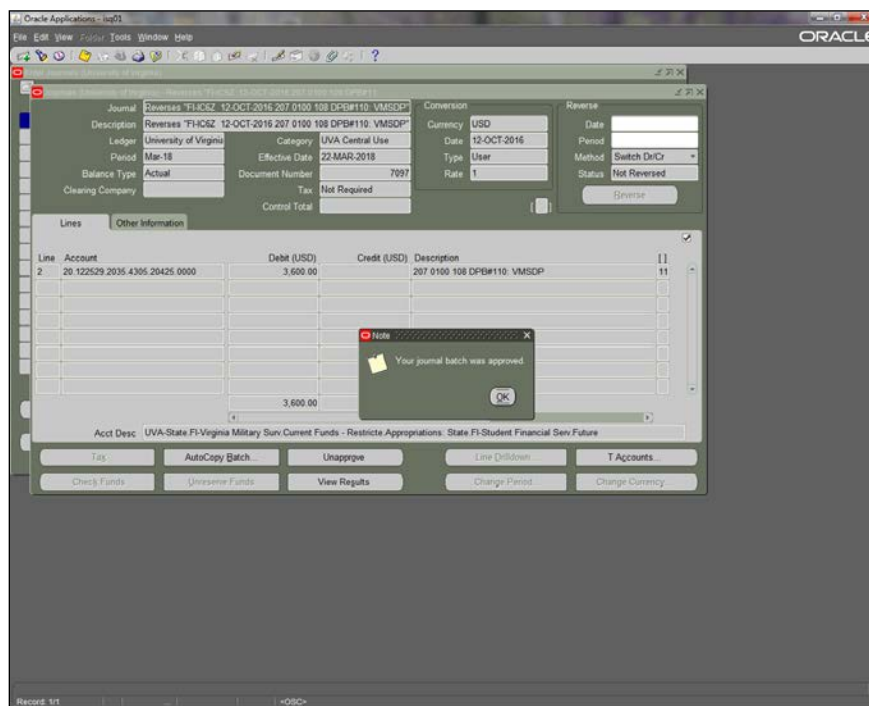 Oracle Applications - isq01
File Edit View Folder Tools Window Help
ORACLE
Journal Reverses "FI-IC6Z 12-OCT-2016 207 0100 108 DPB#110: VMSDP"
Description Reverses "FI-IC6Z 12-OCT-2016 207 0100 108 DPB#110: VMSDP"
Ledger University of Virginia
Category UVA Central Use
Period Mar-18
Effective Date 22-MAR-2018
Balance Type Actual
Document Number 7097
Clearing Company
Tax Not Required
Control Total
Conversion
Currency USD
Date 12-OCT-2016
Type User
Rate 1
Reverse
Date
Period
Method Switch Dr/Cr
Status Not Reversed
Reverse
[ ]
Lines Other Information
Line Account Debit (USD) Credit (USD) Description [ ]
2 20.122529.2035.4305.20425.0000 3,600.00 207 0100 108 DPB#110: VMSDP 11
Note
Your journal batch was approved.
OK
3,600.00
Acct Desc UVA-State.FI-Virginia Military Surv.Current Funds - Restricte.Appropriations: State.FI-Student Financial Serv.Future
Tax AutoCopy Batch... Unapprove Line Drilldown T Accounts...
Check Funds Unreserve Funds View Results Change Period... Change Currency...
Record: 1/1 ... <OSC>